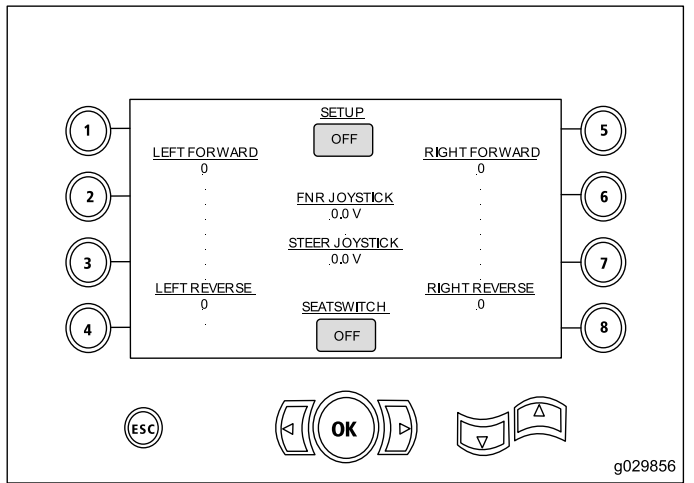 SETUP
1
OFF
5
LEFT FORWARD
RIGHT FORWARD
0
0
2
FNR JOYSTICK
6
0.0 V
STEER JOYSTICK
3
0.0 V
7
LEFT REVERSE
RIGHT REVERSE
0
SEATSWITCH
0
4
OFF
8
ESC
OK
g029856